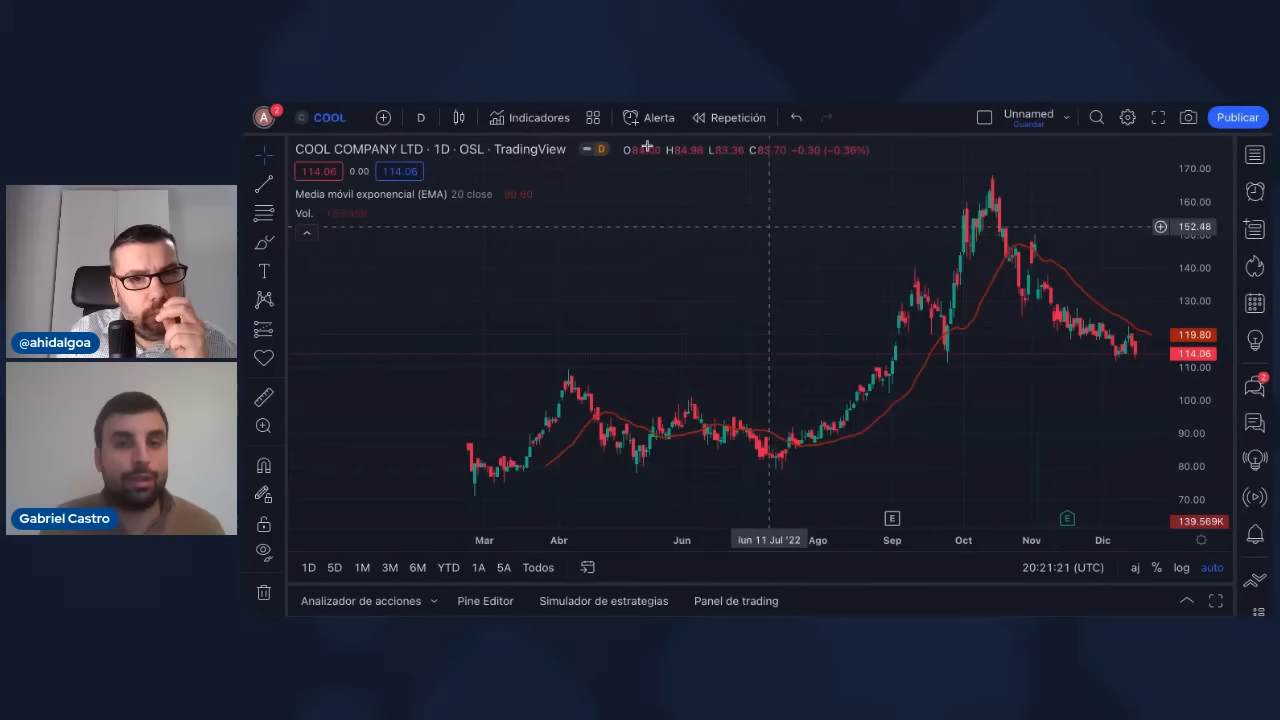 A 2 C COOL D Indicadores Alerta Repetición Unnamed Guardar Publicar
COOL COMPANY LTD · 1D · OSL · TradingView D H84.98 L83.36 C83.70 −0.30 (−0.36%)
114.06 0.00 114.06
Media móvil exponencial (EMA) 20 close 90.60
Vol.
170.00
160.00
152.48
140.00
130.00
119.80
114.06
110.00
100.00
90.00
80.00
70.00
139.569K
E E
Mar Abr Jun lun 11 Jul '22 Ago Sep Oct Nov Dic
1D 5D 1M 3M 6M YTD 1A 5A Todos 20:21:21 (UTC) aj % log auto
Analizador de acciones Pine Editor Simulador de estrategias Panel de trading
2
@ahidalgoa
Gabriel Castro